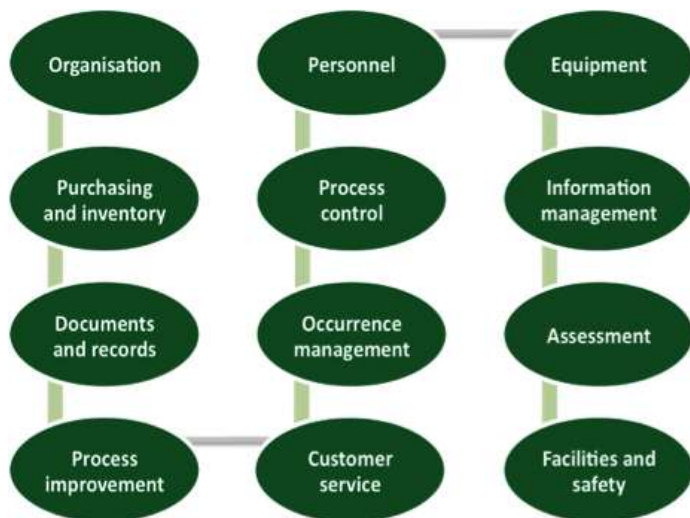 Organisation
Personnel
Equipment
Purchasing
and inventory
Process
control
Information
management
Documents
and records
Occurrence
management
Assessment
Process
improvement
Customer
service
Facilities and
safety